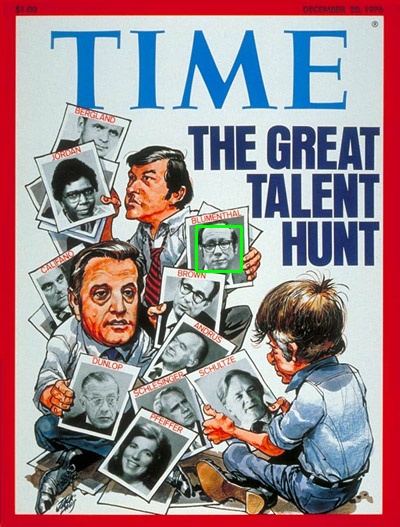 $1.00
DECEMBER 20, 1976
TIME
®
THE GREAT
TALENT
HUNT
BERGLAND
JORDAN
BLUMENTHAL
CALIFANO
BROWN
ANDRUS
DUNLOP
SCHLESINGER
SCHULTZE
PFEIFFER